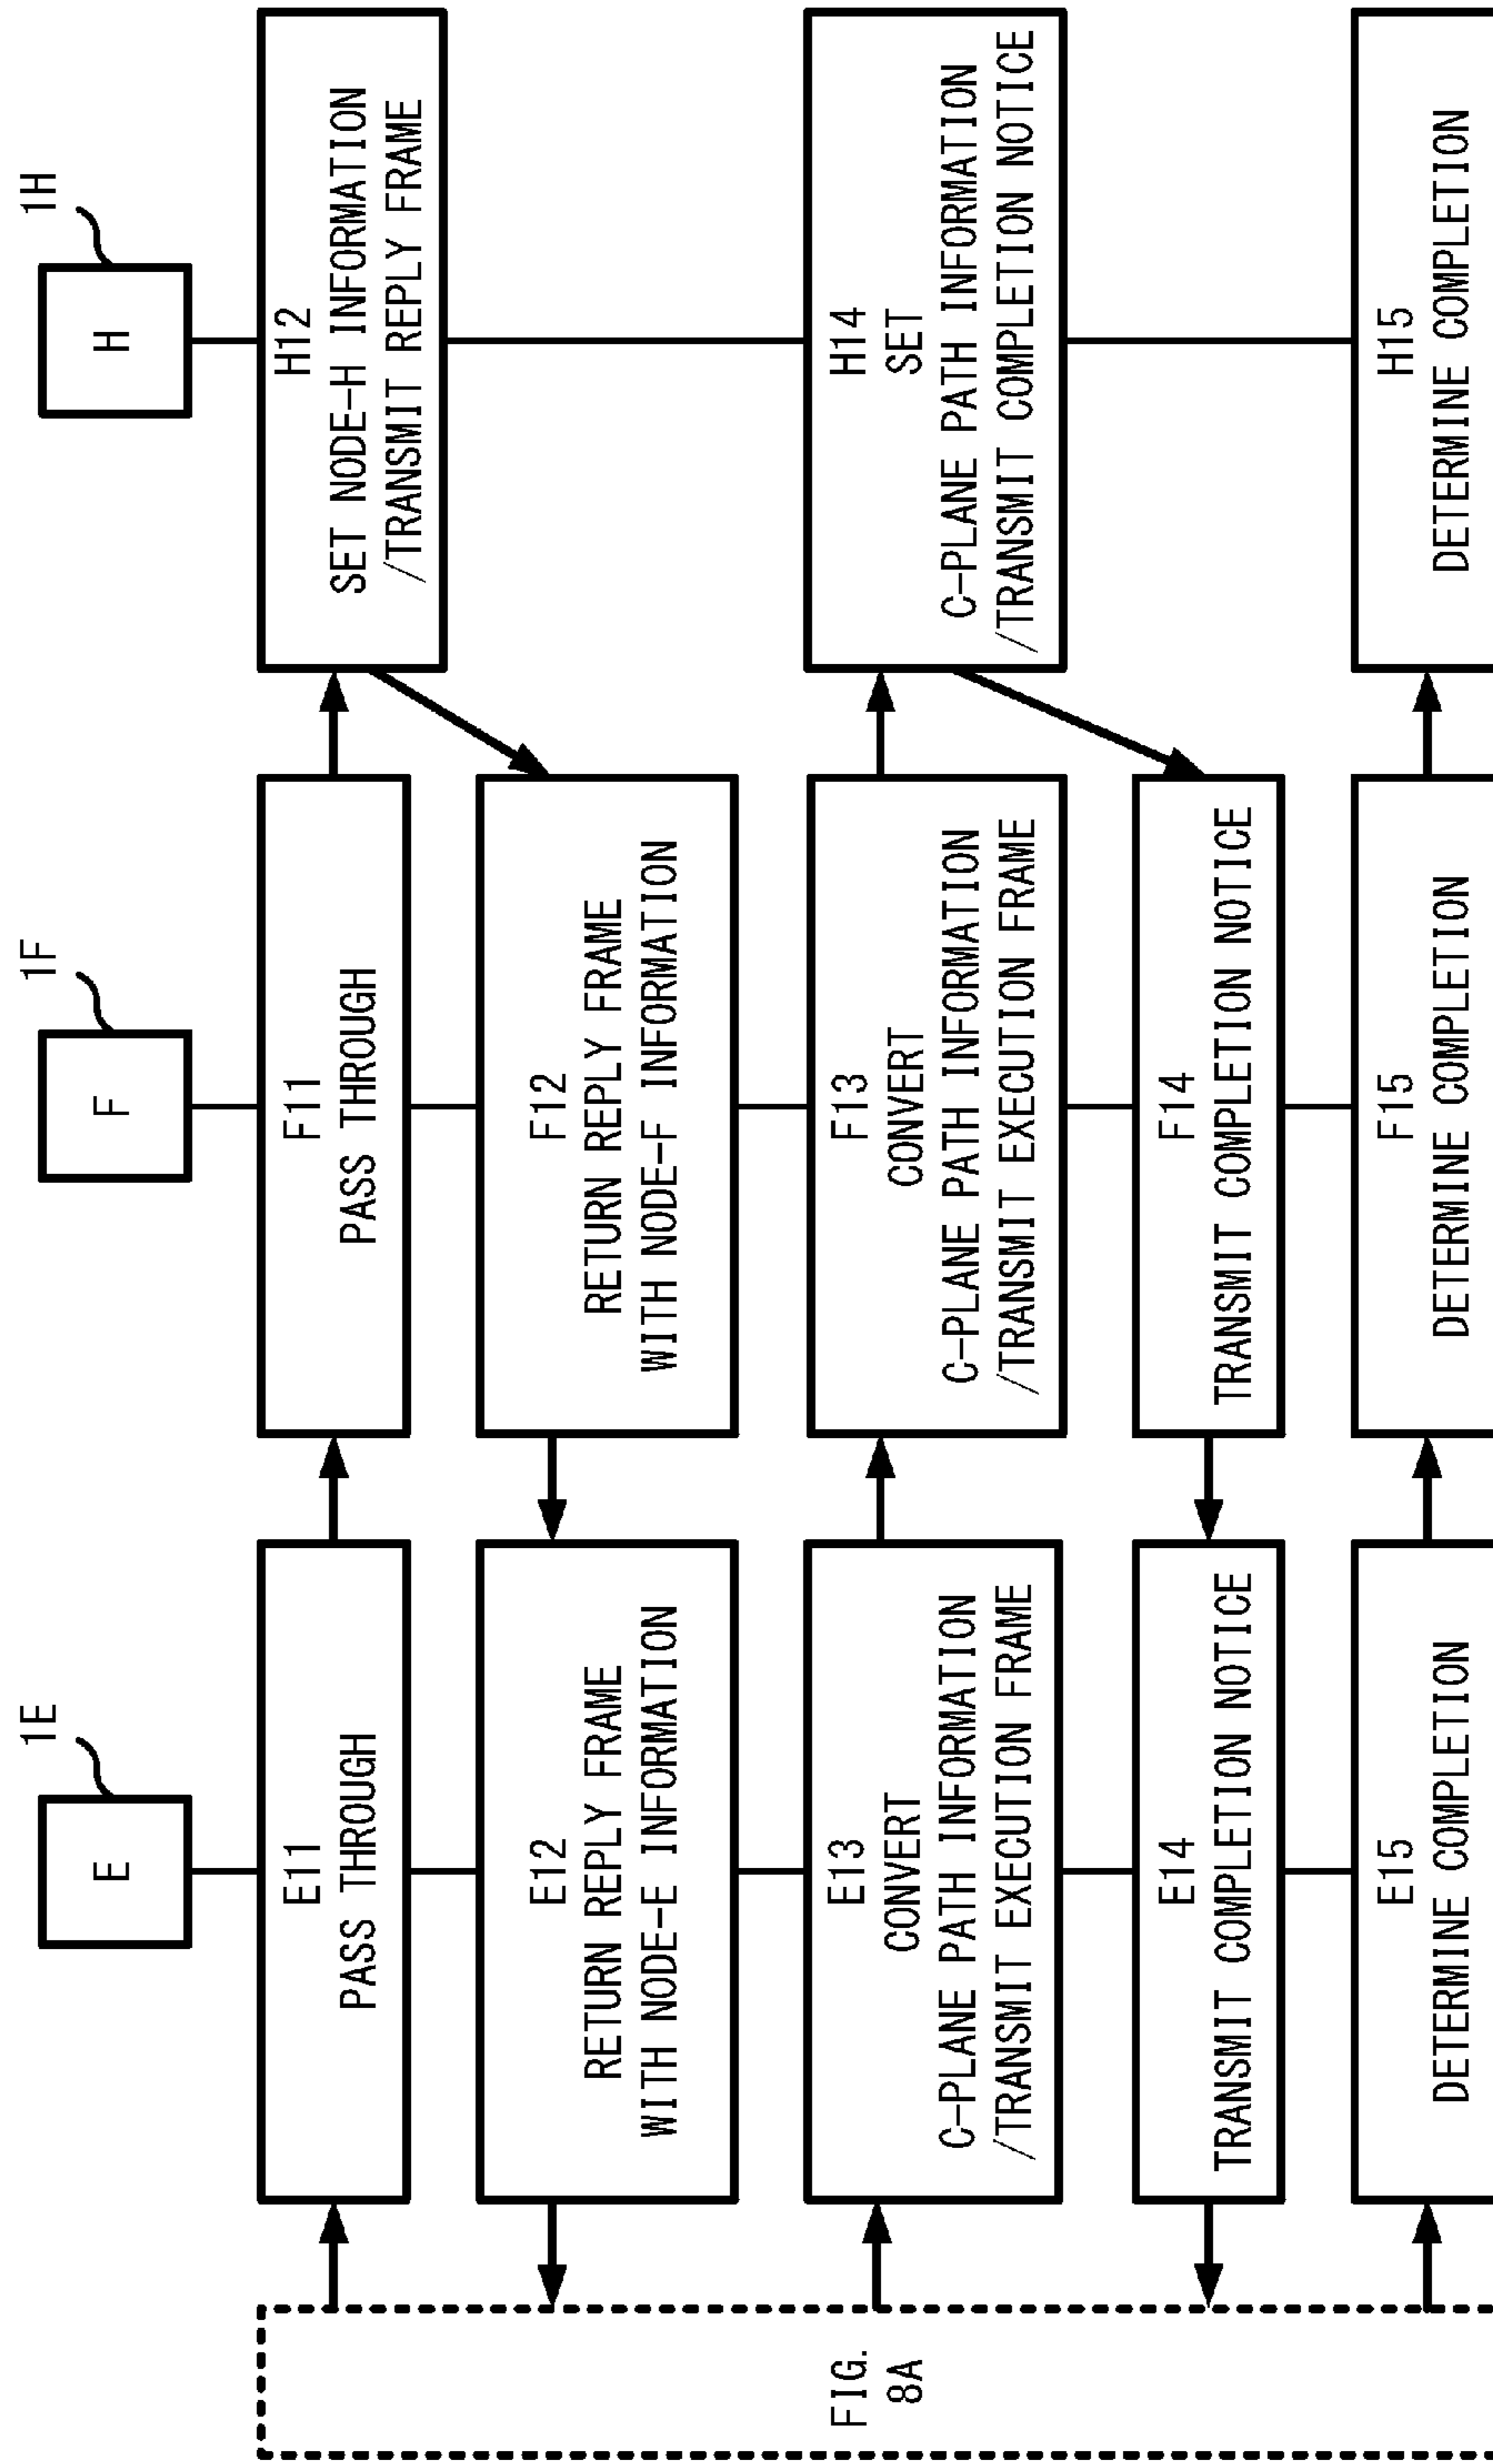 E
1E
F
1F
H
1H
E11
PASS THROUGH
F11
PASS THROUGH
H12
SET NODE-H INFORMATION
/TRANSMIT REPLY FRAME
E12
RETURN REPLY FRAME
WITH NODE-E INFORMATION
F12
RETURN REPLY FRAME
WITH NODE-F INFORMATION
FIG.
8A
E13
CONVERT
C-PLANE PATH INFORMATION
/TRANSMIT EXECUTION FRAME
F13
CONVERT
C-PLANE PATH INFORMATION
/TRANSMIT EXECUTION FRAME
H14
SET
C-PLANE PATH INFORMATION
/TRANSMIT COMPLETION NOTICE
E14
TRANSMIT COMPLETION NOTICE
F14
TRANSMIT COMPLETION NOTICE
E15
DETERMINE COMPLETION
F15
DETERMINE COMPLETION
H15
DETERMINE COMPLETION